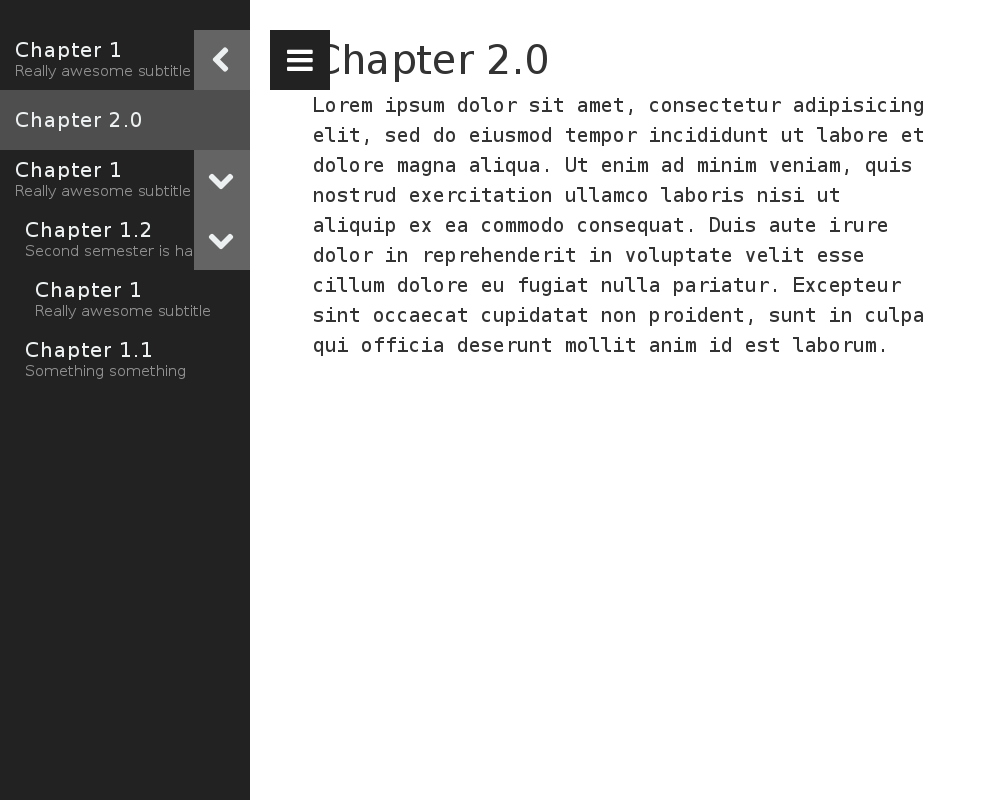 Chapter 1
Really awesome subtitle
Chapter 2.0
Chapter 1
Really awesome subtitle
Chapter 1.2
Second semester is ha
Chapter 1
Really awesome subtitle
Chapter 1.1
Something something
Chapter 2.0
Lorem ipsum dolor sit amet, consectetur adipisicing
elit, sed do eiusmod tempor incididunt ut labore et
dolore magna aliqua. Ut enim ad minim veniam, quis
nostrud exercitation ullamco laboris nisi ut
aliquip ex ea commodo consequat. Duis aute irure
dolor in reprehenderit in voluptate velit esse
cillum dolore eu fugiat nulla pariatur. Excepteur
sint occaecat cupidatat non proident, sunt in culpa
qui officia deserunt mollit anim id est laborum.